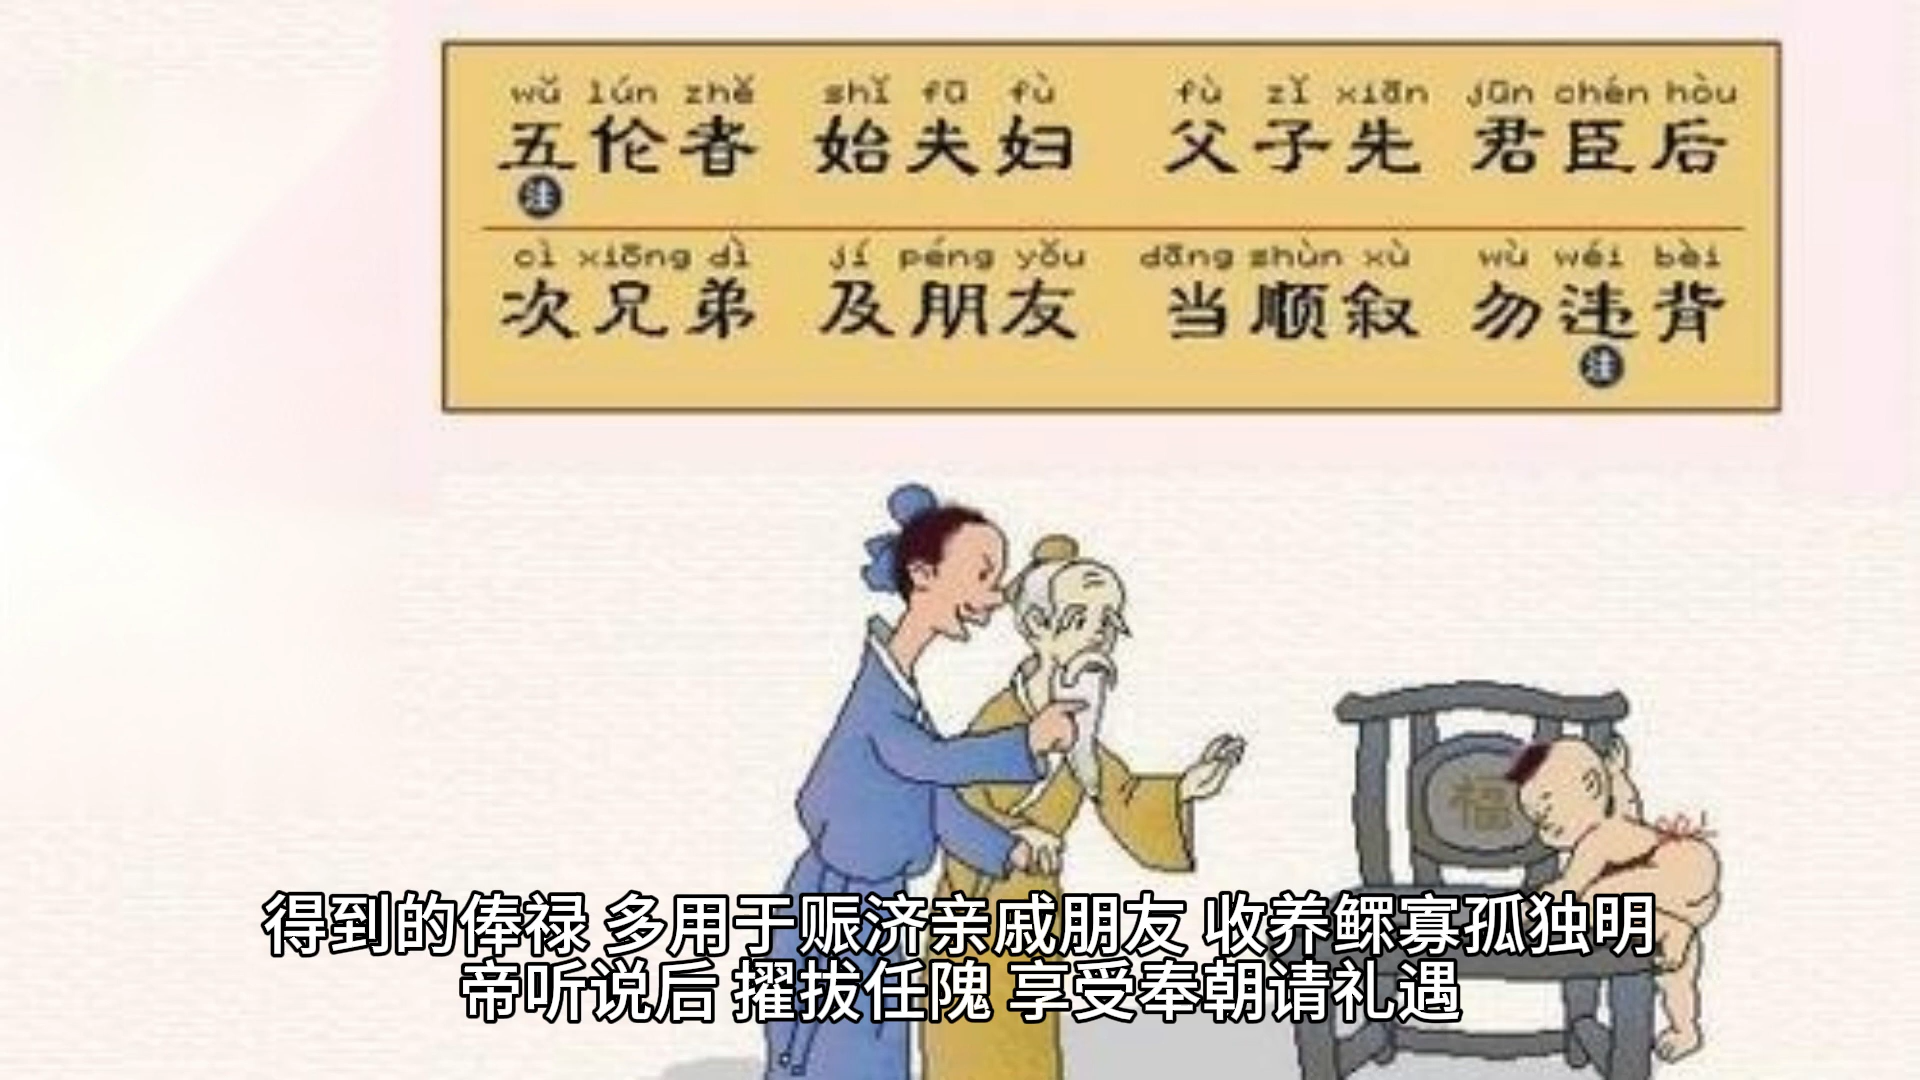 wǔ lún zhě shǐ fū fù fù zǐ xiān jūn chén hòu
五伦者 始夫妇 父子先 君臣后
注
cì xiōng dì jí péng yǒu dāng shùn xù wù wéi bèi
次兄弟 及朋友 当顺叙 勿违背
注
福
得到的俸禄 多用于赈济亲戚朋友 收养鳏寡孤独明
帝听说后 擢拔任隗 享受奉朝请礼遇